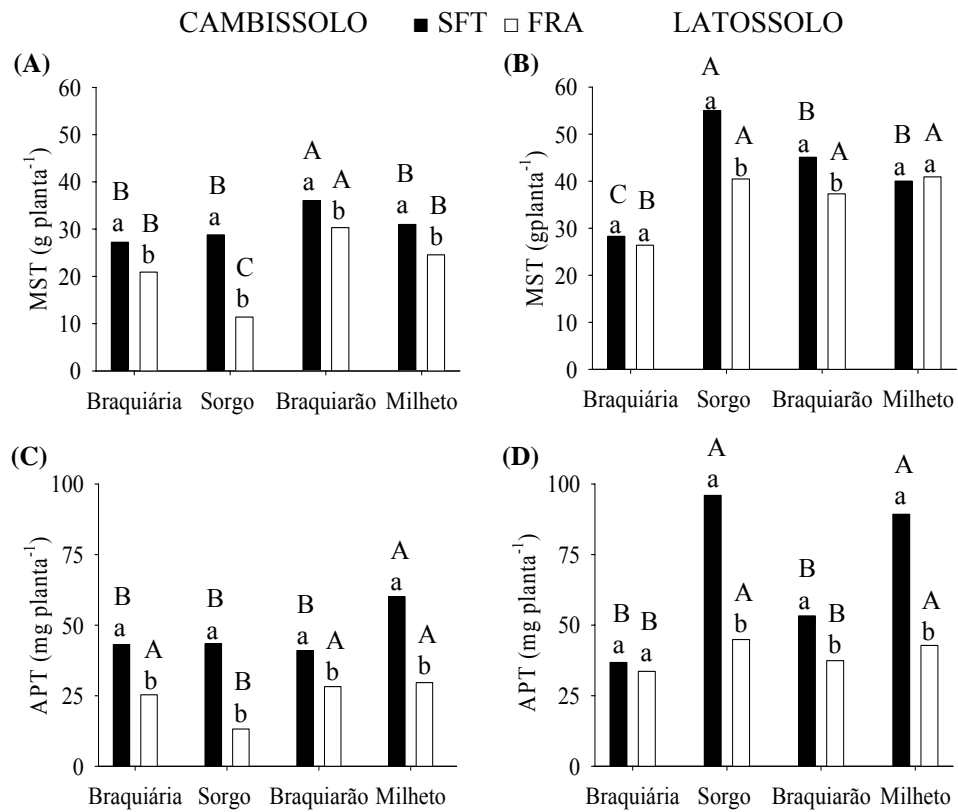 CAMBISSOLO ■ SFT □ FRA LATOSSOLO
(A)
MST (g planta⁻¹)
60
50
40
30
20
10
0
B a B b
B a C b
A a A b
B a B b
Braquiária Sorgo Braquiarão Milheto
(B)
MST (gplanta⁻¹)
60
50
40
30
20
10
0
C a B a
A a A b
B a A b
B a A a
Braquiária Sorgo Braquiarão Milheto
(C)
APT (mg planta⁻¹)
100
75
50
25
0
B a A b
B a B b
B a A b
A a A b
Braquiária Sorgo Braquiarão Milheto
(D)
APT (mg planta⁻¹)
100
75
50
25
0
B a B a
A a A b
B a B b
A a A b
Braquiária Sorgo Braquiarão Milheto